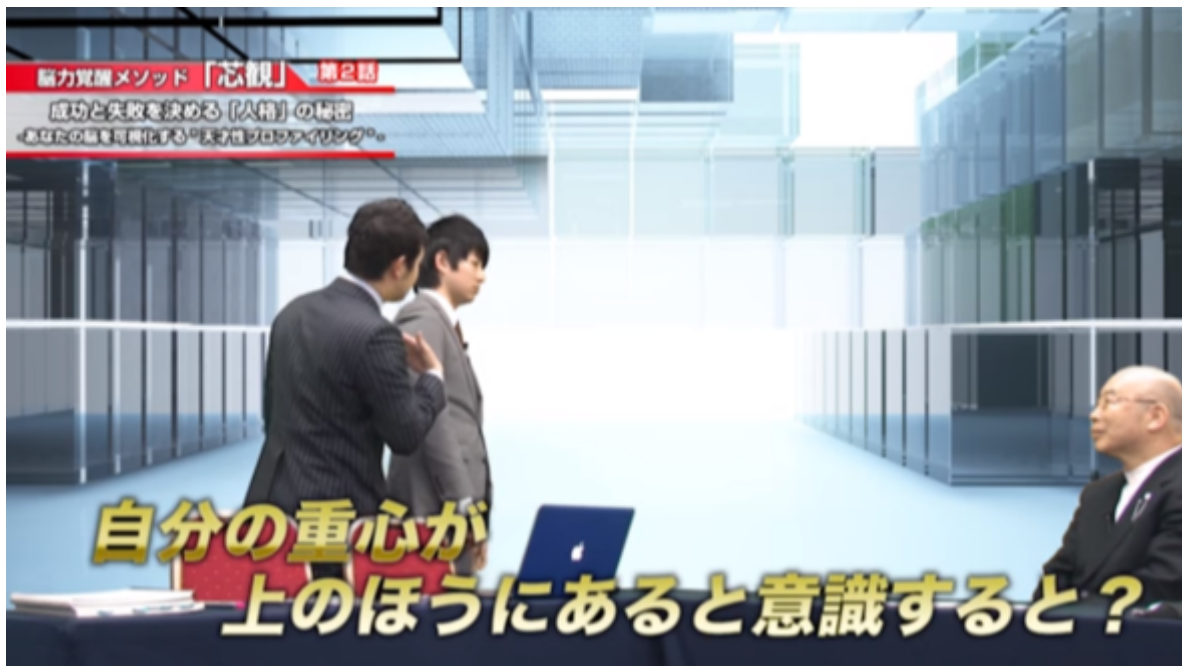 脳力覚醒メソッド「芯観」 第2話
成功と失敗を決める「人格」の秘密
-あなたの脳を可視化する"天才性プロファイリング"-
自分の重心が
上のほうにあると意識すると？